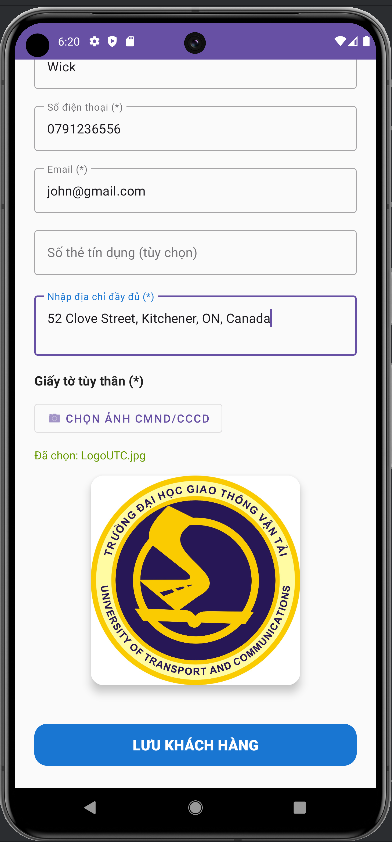 6:20
Wick
Số điện thoại (*)
0791236556
Email (*)
john@gmail.com
Số thẻ tín dụng (tùy chọn)
Nhập địa chỉ đầy đủ (*)
52 Clove Street, Kitchener, ON, Canada
Giấy tờ tùy thân (*)
CHỌN ẢNH CMND/CCCD
Đã chọn: LogoUTC.jpg
TRƯỜNG ĐẠI HỌC GIAO THÔNG VẬN TẢI
UNIVERSITY OF TRANSPORT AND COMMUNICATIONS
LƯU KHÁCH HÀNG